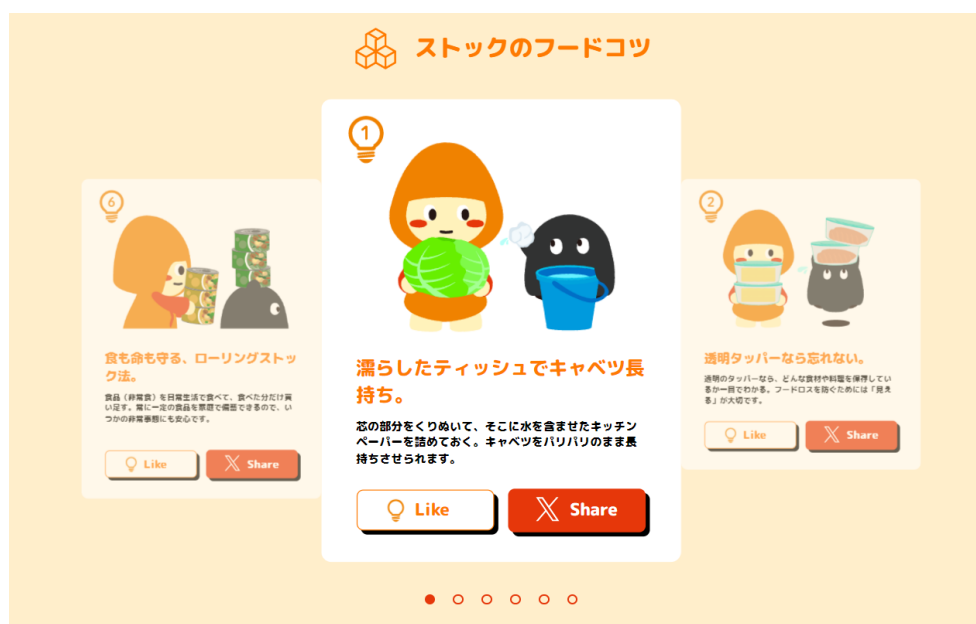 ストックのフードコツ
6
食も命も守る、ローリングストッ
ク法。
食品（非常食）を日常生活で食べて、食べた分だけ買
い足す。常に一定の食品を家庭で備蓄できるので、い
つかの非常事態にも安心です。
Like
Share
1
濡らしたティッシュでキャベツ長
持ち。
芯の部分をくりぬいて、そこに水を含ませたキッチン
ペーパーを詰めておく。キャベツをパリパリのまま長
持ちさせられます。
Like
Share
2
透明タッパーなら忘れない。
透明のタッパーなら、どんな食材や料理を保存してい
るか一目でわかる。フードロスを防ぐためには「見え
る」が大切です。
Like
Share